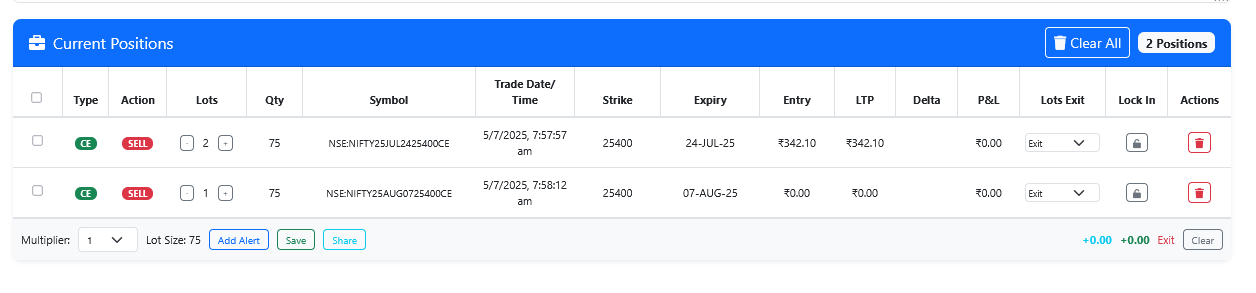 Current Positions Clear All 2 Positions
Type Action Lots Qty Symbol Trade Date/ Time Strike Expiry Entry LTP Delta P&L Lots Exit Lock In Actions
CE SELL - 2 + 75 NSE:NIFTY25JUL2425400CE 5/7/2025, 7:57:57 am 25400 24-JUL-25 ₹342.10 ₹342.10 ₹0.00 Exit
CE SELL - 1 + 75 NSE:NIFTY25AUG0725400CE 5/7/2025, 7:58:12 am 25400 07-AUG-25 ₹0.00 ₹0.00 ₹0.00 Exit
Multiplier: 1 Lot Size: 75 Add Alert Save Share +0.00 +0.00 Exit Clear